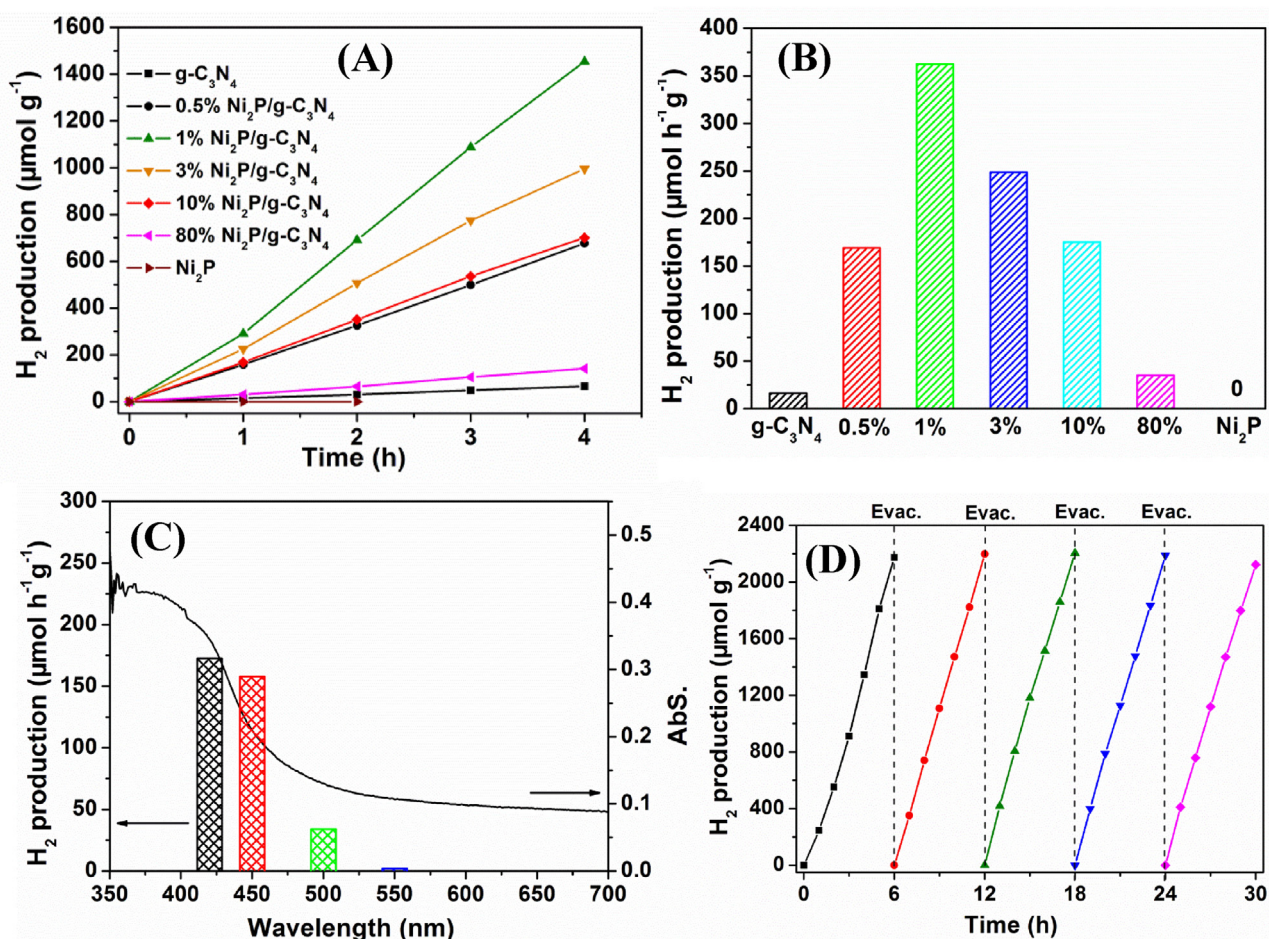 (A)
H₂ production (μmol g⁻¹)
1600
1400
1200
1000
800
600
400
200
0
g-C₃N₄
0.5% Ni₂P/g-C₃N₄
1% Ni₂P/g-C₃N₄
3% Ni₂P/g-C₃N₄
10% Ni₂P/g-C₃N₄
80% Ni₂P/g-C₃N₄
Ni₂P
0 1 2 3 4
Time (h)
(B)
H₂ production (μmol h⁻¹g⁻¹)
400
350
300
250
200
150
100
50
0
0
g-C₃N₄ 0.5% 1% 3% 10% 80% Ni₂P
(C)
H₂ production (μmol h⁻¹g⁻¹)
300
250
200
150
100
50
0
0.5
0.4
0.3
0.2
0.1
0.0
AbS.
350 400 450 500 550 600 650 700
Wavelength (nm)
Evac. Evac. Evac. Evac.
(D)
H₂ production (μmol g⁻¹)
2400
2000
1600
1200
800
400
0
0 6 12 18 24 30
Time (h)